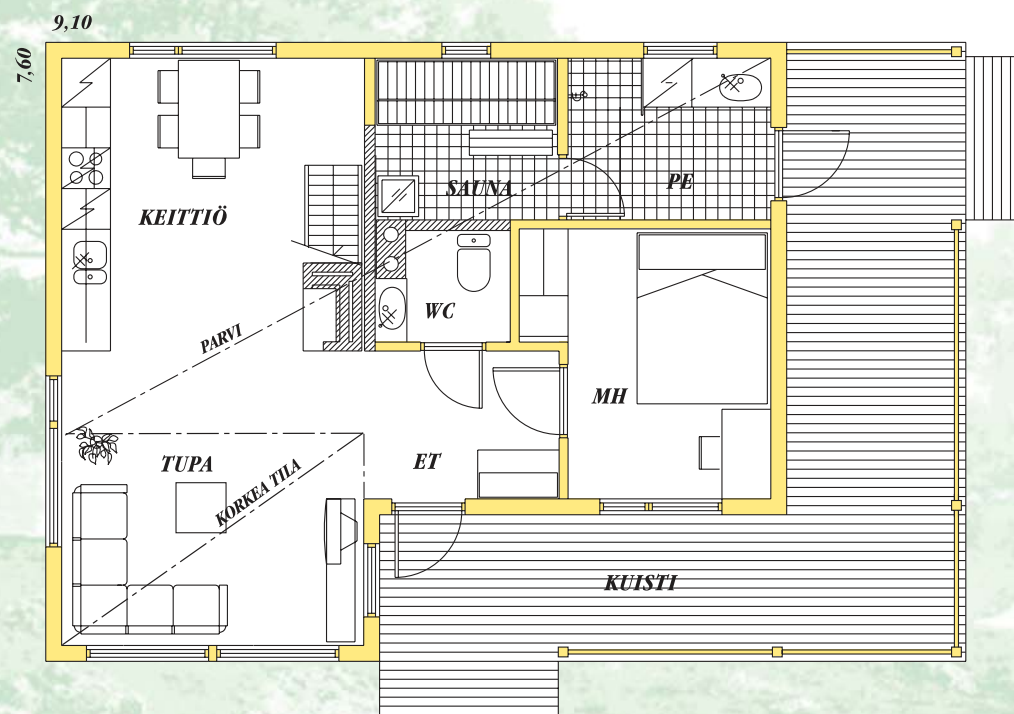 9,10
7,60
SAUNA
PE
KEITTIÖ
WC
PARVI
MH
TUPA
ET
KORKEA TILA
KUISTI